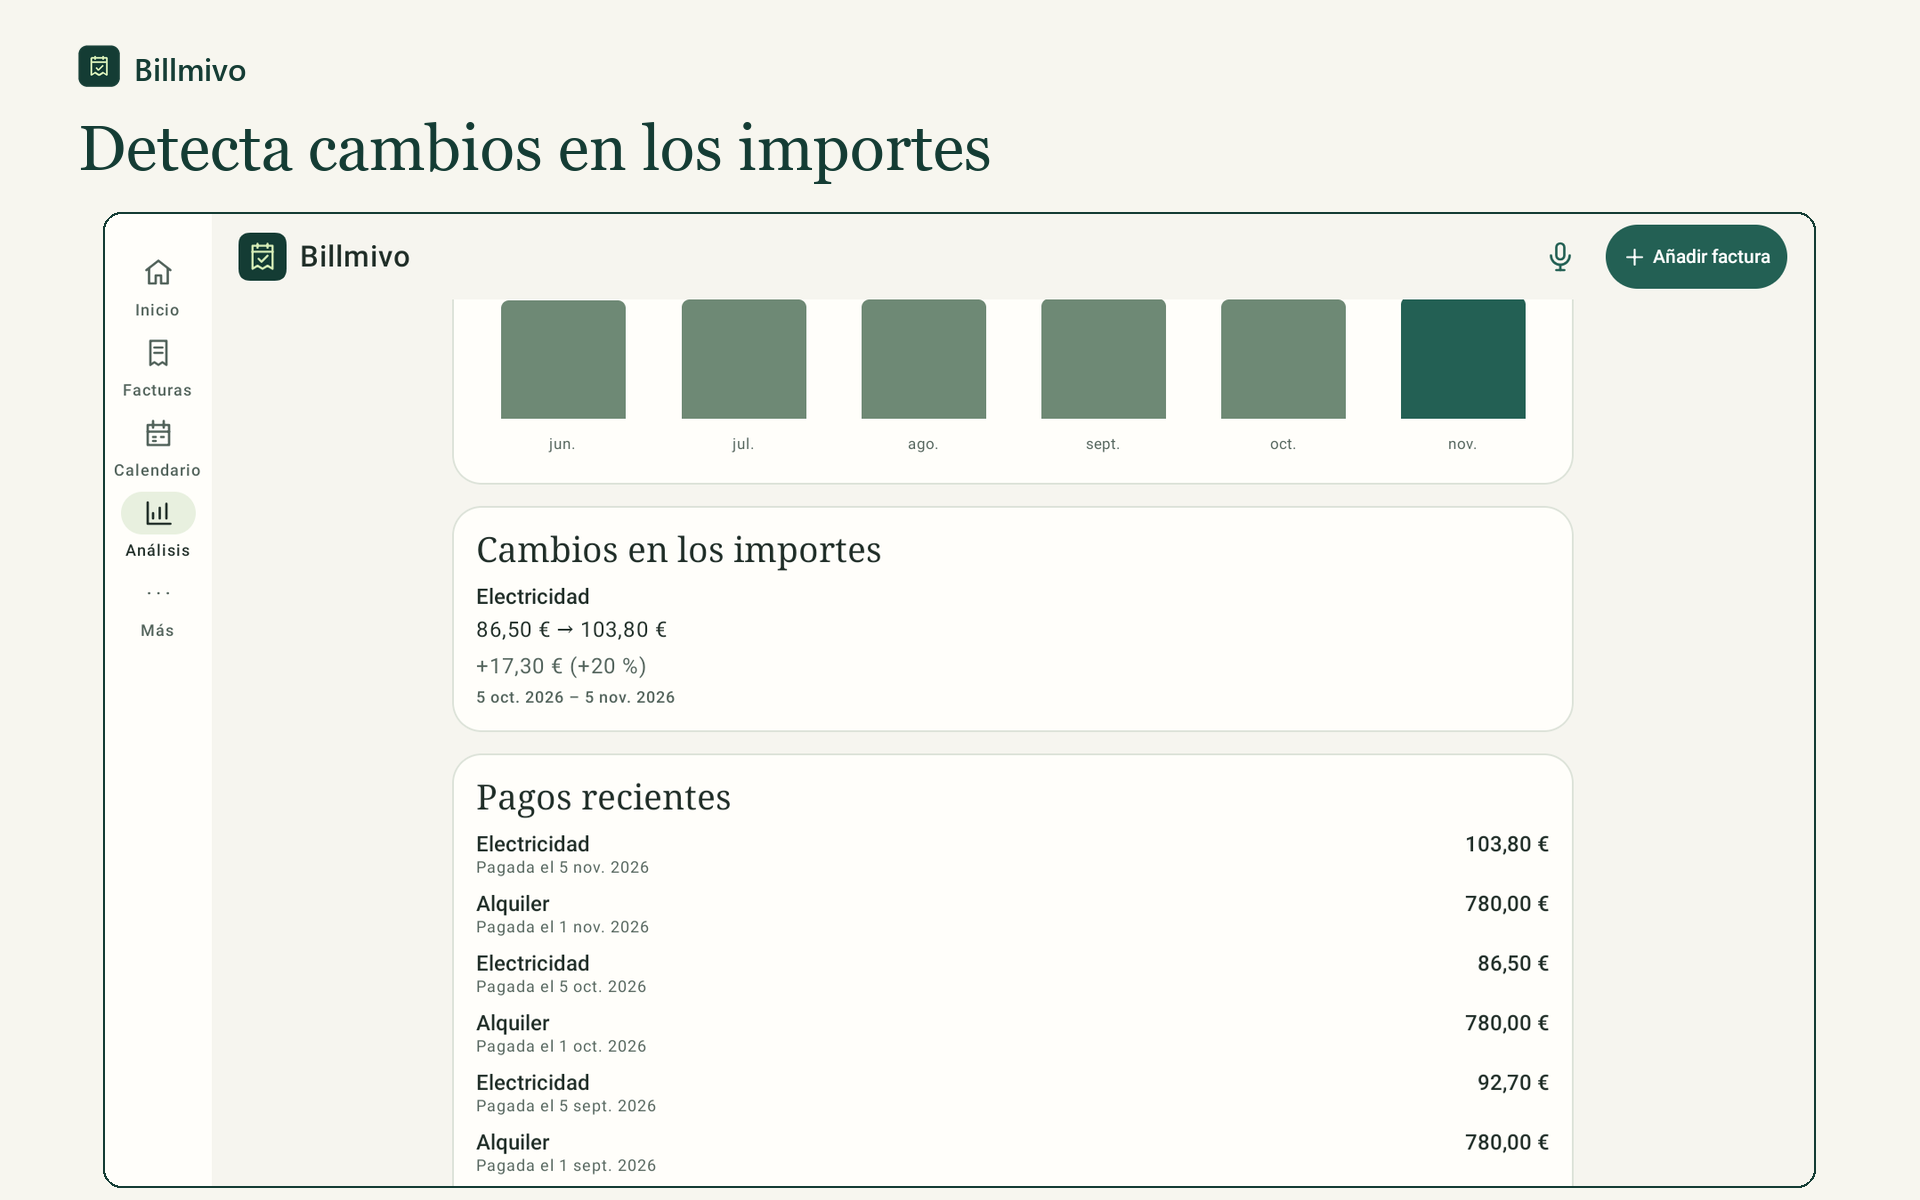 Billmivo
Detecta cambios en los importes
Billmivo
Añadir factura
Inicio
Facturas
Calendario
Análisis
Más
jun.
jul.
ago.
sept.
oct.
nov.
Cambios en los importes
Electricidad
86,50 € → 103,80 €
+17,30 € (+20 %)
5 oct. 2026 – 5 nov. 2026
Pagos recientes
Electricidad
103,80 €
Pagada el 5 nov. 2026
Alquiler
780,00 €
Pagada el 1 nov. 2026
Electricidad
86,50 €
Pagada el 5 oct. 2026
Alquiler
780,00 €
Pagada el 1 oct. 2026
Electricidad
92,70 €
Pagada el 5 sept. 2026
Alquiler
780,00 €
Pagada el 1 sept. 2026